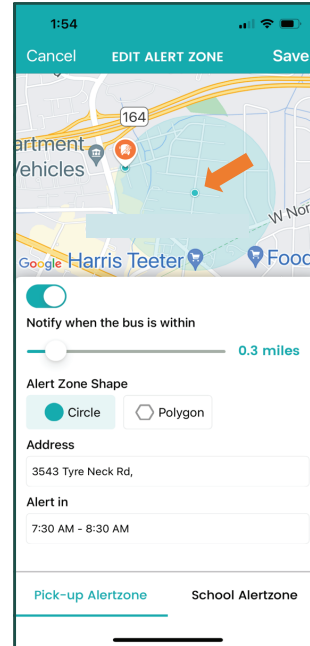 1:54
Cancel EDIT ALERT ZONE Save
164
artment
Vehicles
W Nor
Google Harris Teeter Food
Notify when the bus is within
0.3 miles
Alert Zone Shape
Circle Polygon
Address
3543 Tyre Neck Rd,
Alert in
7:30 AM - 8:30 AM
Pick-up Alertzone School Alertzone